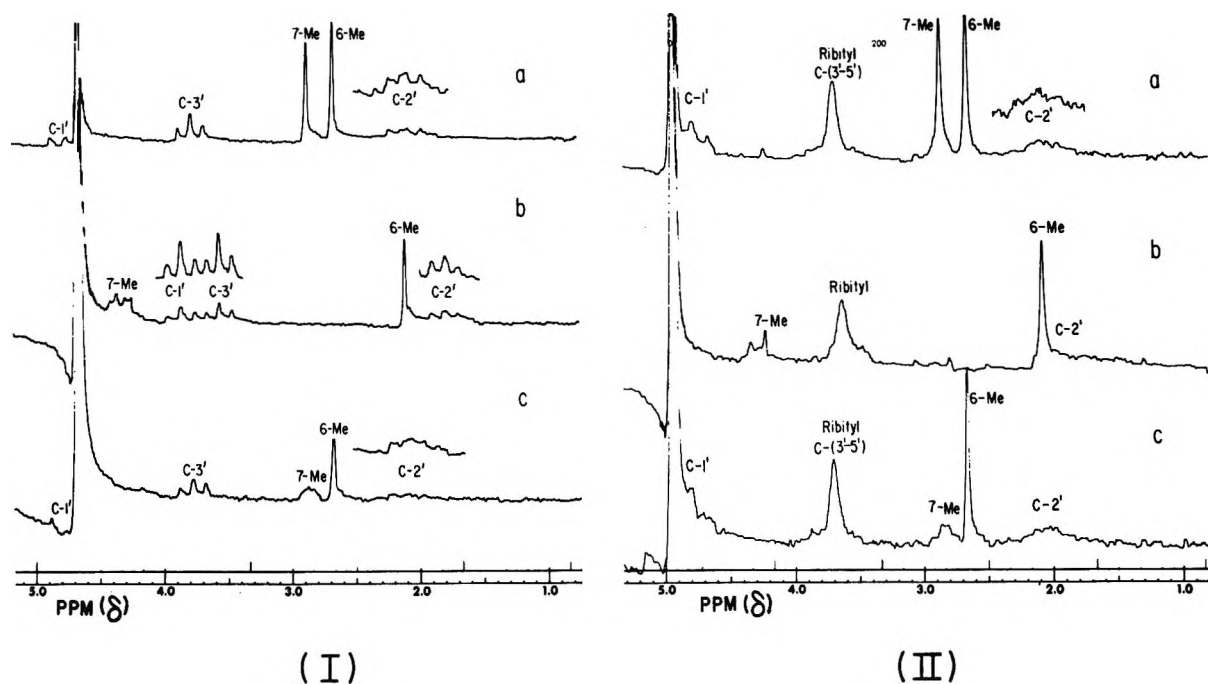 7-Me 6-Me
a
C-1'
C-3'
C-2'
b
7-Me
C-1' C-3'
6-Me
C-2'
c
C-1'
C-3'
7-Me
6-Me
C-2'
5.0 4.0 3.0 2.0 1.0
PPM (δ)
(I)
7-Me 6-Me
200
a
Ribityl
C-(3'-5')
C-1'
C-2'
b
7-Me
Ribityl
6-Me
C-2'
c
C-1'
Ribityl
C-(3'-5')
7-Me
6-Me
C-2'
5.0 4.0 3.0 2.0 1.0
PPM (δ)
(II)